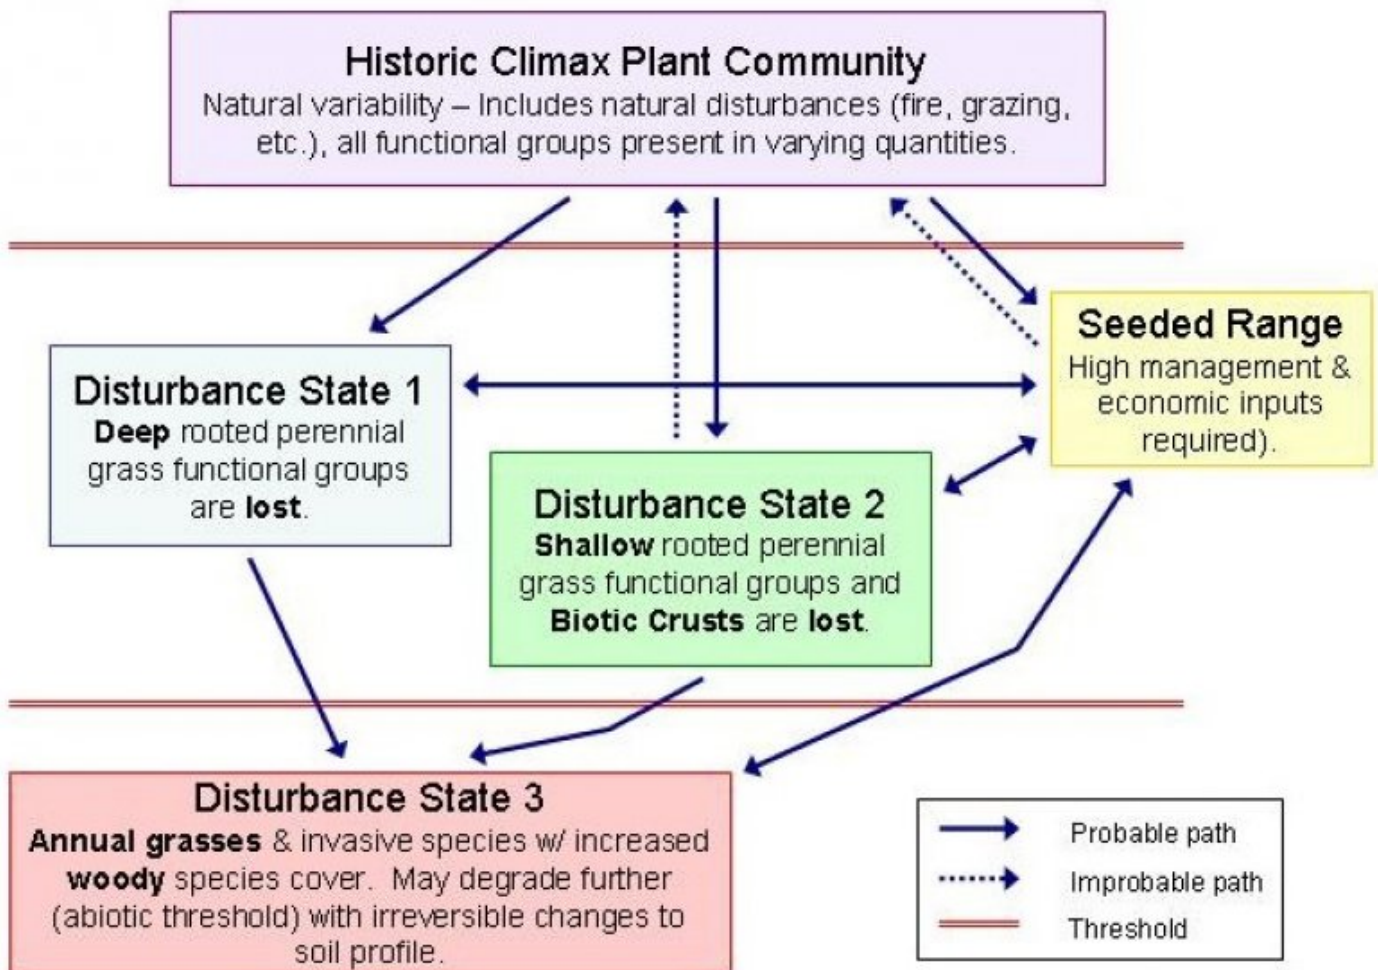 Historic Climax Plant Community
Natural variability – Includes natural disturbances (fire, grazing,
etc.), all functional groups present in varying quantities.
Seeded Range
High management &
economic inputs
required).
Disturbance State 1
Deep rooted perennial
grass functional groups
are lost.
Disturbance State 2
Shallow rooted perennial
grass functional groups and
Biotic Crusts are lost.
Disturbance State 3
Annual grasses & invasive species w/ increased
woody species cover. May degrade further
(abiotic threshold) with irreversible changes to
soil profile.
Probable path
Improbable path
Threshold